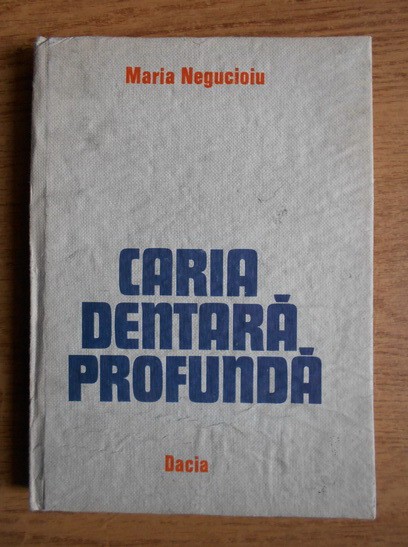 Maria Negucioiu
CARIA
DENTARĂ
PROFUNDĂ
Dacia